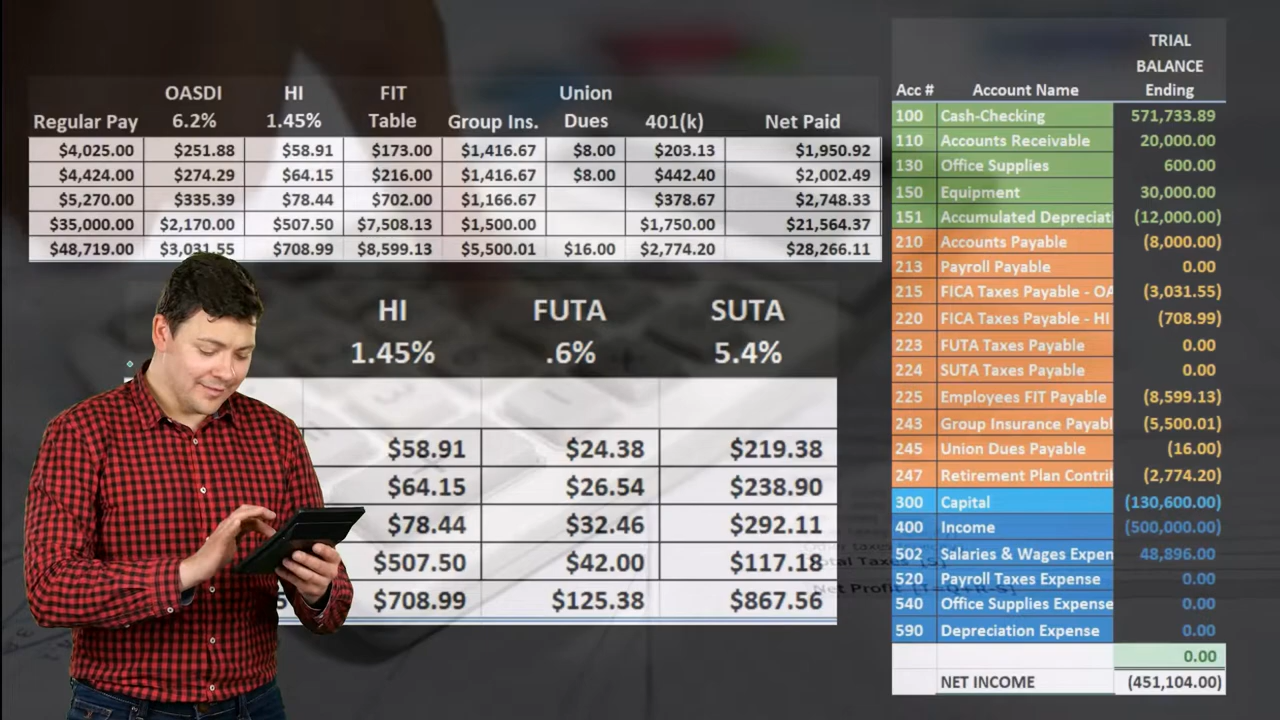 OASDI HI FIT Union
Regular Pay 6.2% 1.45% Table Group Ins. Dues 401(k) Net Paid
$4,025.00 $251.88 $58.91 $173.00 $1,416.67 $8.00 $203.13 $1,950.92
$4,424.00 $274.29 $64.15 $216.00 $1,416.67 $8.00 $442.40 $2,002.49
$5,270.00 $335.39 $78.44 $702.00 $1,166.67 $378.67 $2,748.33
$35,000.00 $2,170.00 $507.50 $7,508.13 $1,500.00 $1,750.00 $21,564.37
$48,719.00 $3,031.55 $708.99 $8,599.13 $5,500.01 $16.00 $2,774.20 $28,266.11
HI FUTA SUTA
1.45% .6% 5.4%
$58.91 $24.38 $219.38
$64.15 $26.54 $238.90
$78.44 $32.46 $292.11
$507.50 $42.00 $117.18
5 $708.99 $125.38 $867.56
TRIAL
BALANCE
Acc # Account Name Ending
100 Cash-Checking 571,733.89
110 Accounts Receivable 20,000.00
130 Office Supplies 600.00
150 Equipment 30,000.00
151 Accumulated Depreciati (12,000.00)
210 Accounts Payable (8,000.00)
213 Payroll Payable 0.00
215 FICA Taxes Payable - OA (3,031.55)
220 FICA Taxes Payable - HI (708.99)
223 FUTA Taxes Payable 0.00
224 SUTA Taxes Payable 0.00
225 Employees FIT Payable (8,599.13)
243 Group Insurance Payabl (5,500.01)
245 Union Dues Payable (16.00)
247 Retirement Plan Contrib (2,774.20)
300 Capital (130,600.00)
400 Income (500,000.00)
502 Salaries & Wages Expen 48,896.00
520 Payroll Taxes Expense 0.00
540 Office Supplies Expense 0.00
590 Depreciation Expense 0.00
0.00
NET INCOME (451,104.00)